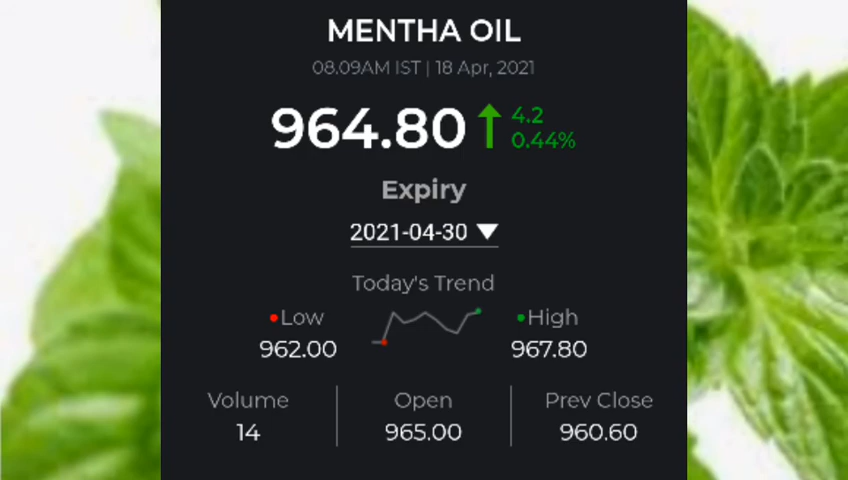 MENTHA OIL
08.09AM IST | 18 Apr, 2021
964.80 4.2
0.44%
Expiry
2021-04-30
Today's Trend
Low High
962.00 967.80
Volume Open Prev Close
14 965.00 960.60